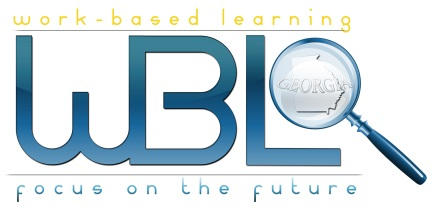 work-based learning
WBL
GEORGIA
focus on the future